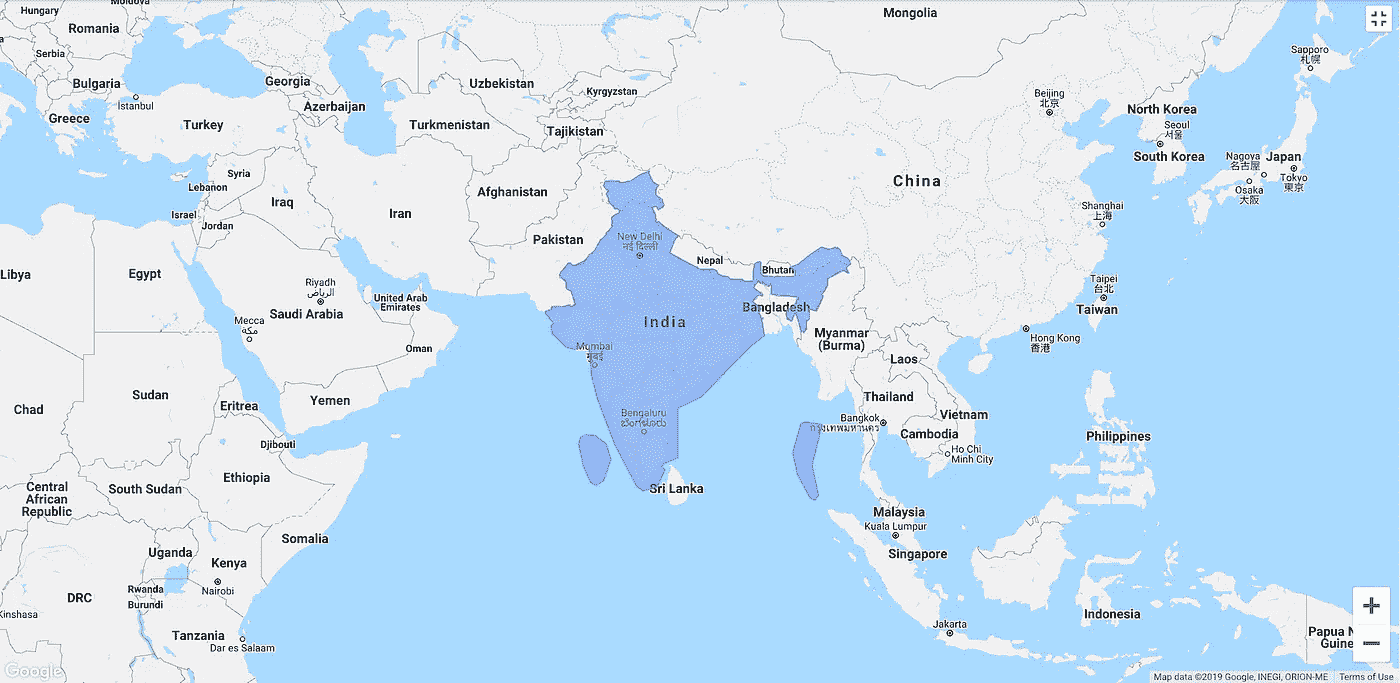 Hungary
Moldova
Mongolia
Romania
Serbia
Bulgaria
Georgia
Uzbekistan
Kyrgyzstan
Sapporo
札幌
Istanbul
Azerbaijan
Beijing
北京
North Korea
Greece
Turkey
Turkmenistan
Tajikistan
Seoul
서울
South Korea
Nagoya
名古屋
Japan
Tokyo
東京
Osaka
大阪
Syria
Lebanon
Afghanistan
China
Iraq
Iran
Israel
Jordan
Shanghai
上海
Pakistan
New Delhi
नई दिल्ली
Nepal
Bhutan
Libya
Egypt
Riyadh
الرياض
United Arab
Emirates
Taipei
台北
Taiwan
Bangladesh
Mecca
مكة
Saudi Arabia
India
Myanmar
(Burma)
Hong Kong
香港
Oman
Mumbai
मुंबई
Laos
Chad
Sudan
Eritrea
Yemen
Thailand
Bengaluru
ಬೆಂಗಳೂರು
Bangkok
กรุงเทพมหานคร
Vietnam
Cambodia
Philippines
Djibouti
Ho Chi
Minh City
Ethiopia
Central
African
Republic
South Sudan
Sri Lanka
Malaysia
Kuala Lumpur
Somalia
Singapore
Uganda
Kenya
Nairobi
DRC
Rwanda
Burundi
Kinshasa
Indonesia
Jakarta
Tanzania
Dar es Salaam
Papua N
Guine
Google
Map data ©2019 Google, INEGI, ORION-ME
Terms of Use